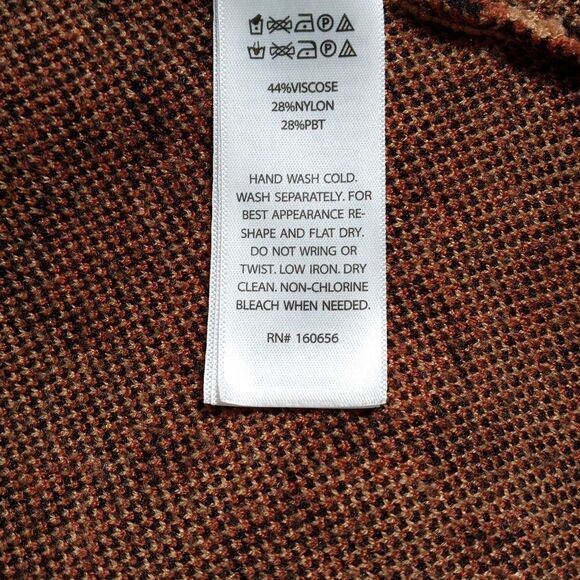 44%VISCOSE
28%NYLON
28%PBT
HAND WASH COLD.
WASH SEPARATELY. FOR
BEST APPEARANCE RE-
SHAPE AND FLAT DRY.
DO NOT WRING OR
TWIST. LOW IRON. DRY
CLEAN. NON-CHLORINE
BLEACH WHEN NEEDED.
RN# 160656